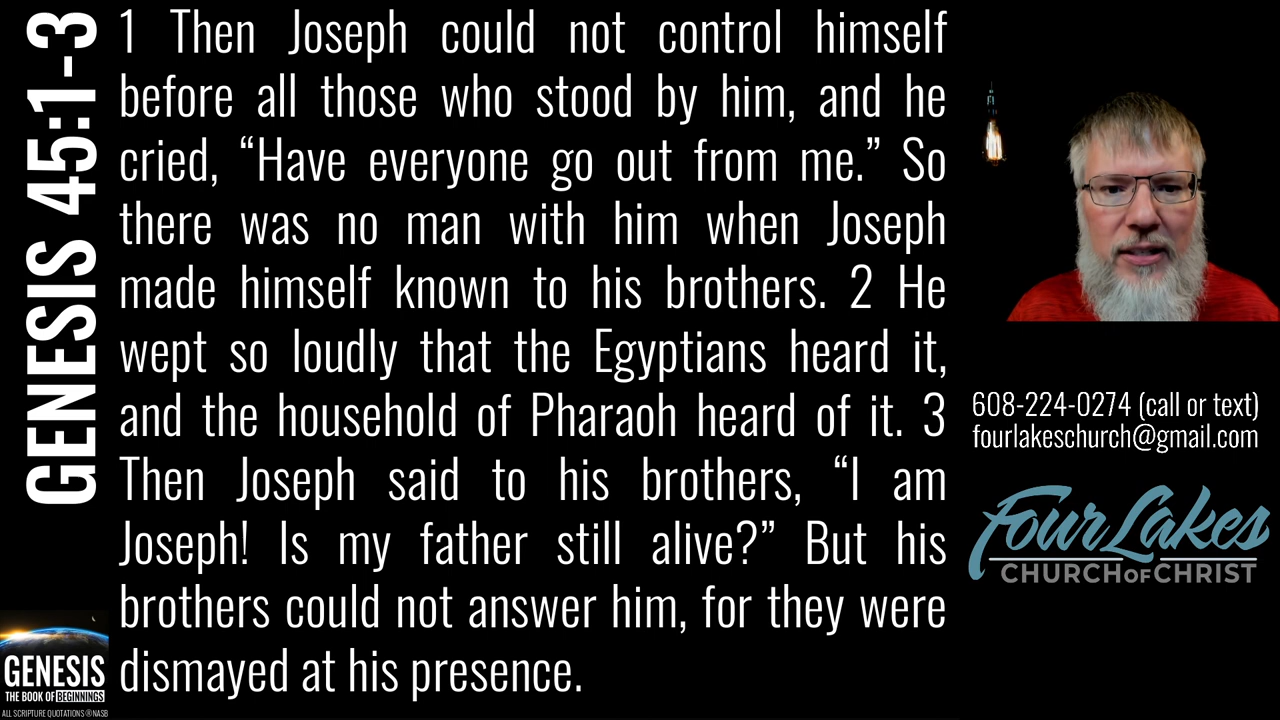 GENESIS 45:1-3
1 Then Joseph could not control himself
before all those who stood by him, and he
cried, “Have everyone go out from me.” So
there was no man with him when Joseph
made himself known to his brothers. 2 He
wept so loudly that the Egyptians heard it,
and the household of Pharaoh heard of it. 3
Then Joseph said to his brothers, “I am
Joseph! Is my father still alive?” But his
brothers could not answer him, for they were
dismayed at his presence.
608-224-0274 (call or text)
fourlakeschurch@gmail.com
Four Lakes
CHURCH OF CHRIST
GENESIS
THE BOOK OF BEGINNINGS
ALL SCRIPTURE QUOTATIONS ®NASB